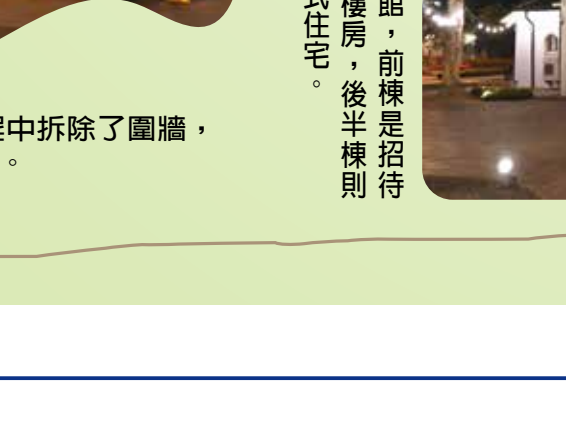 館，前棟是招待
樓房，後半棟則
式住宅。
中拆除了圍牆，
。